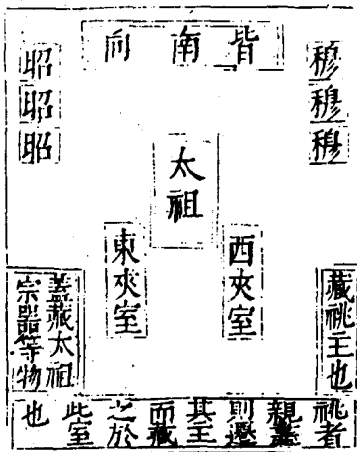 皆南向
穆
穆
穆
昭
昭
昭
太祖
西夾室
東夾室
藏祧主也
蓋藏太祖
宗器等物
祧者
親盡
則遷
其主
而藏
之於
此室
也